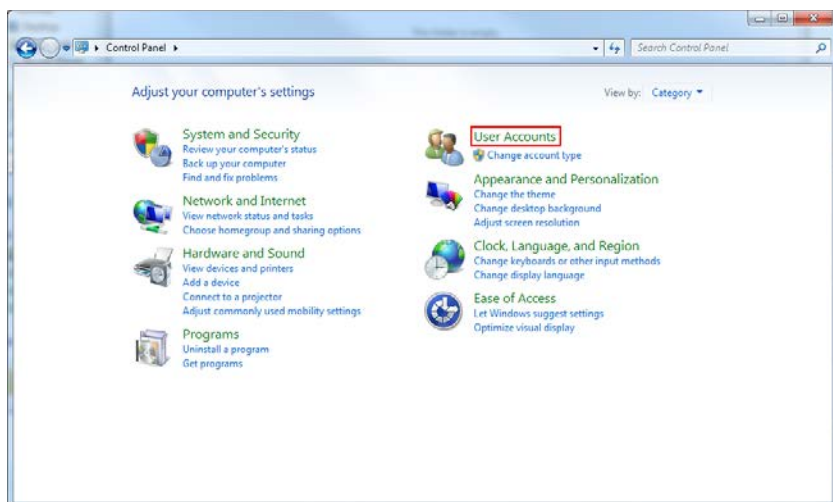 Control Panel
Search Control Panel
Adjust your computer's settings
View by: Category
System and Security
Review your computer's status
Back up your computer
Find and fix problems
Network and Internet
View network status and tasks
Choose homegroup and sharing options
Hardware and Sound
View devices and printers
Add a device
Connect to a projector
Adjust commonly used mobility settings
Programs
Uninstall a program
Get programs
User Accounts
Change account type
Appearance and Personalization
Change the theme
Change desktop background
Adjust screen resolution
Clock, Language, and Region
Change keyboards or other input methods
Change display language
Ease of Access
Let Windows suggest settings
Optimize visual display